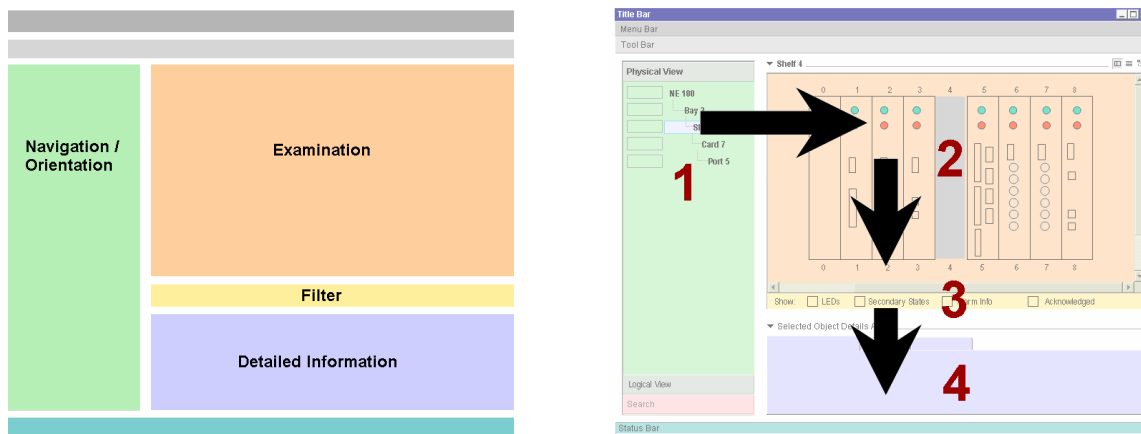 Navigation /
Orientation
Examination
Filter
Detailed Information
Title Bar
Menu Bar
Tool Bar
Physical View
NE 100
Bay 2
Card 7
Port 5
1
Logical View
Search
Shelf 4
0 1 2 3 4 5 6 7 8
2
0 1 2 3 4 5 6 7 8
3
Show: LEDs Secondary States Info Acknowledged
Selected Object Details
4
Status Bar